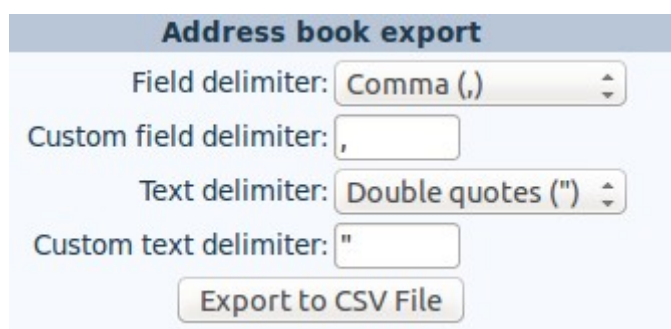 Address book export
Field delimiter: Comma (,)
Custom field delimiter: ,
Text delimiter: Double quotes (")
Custom text delimiter: "
Export to CSV File